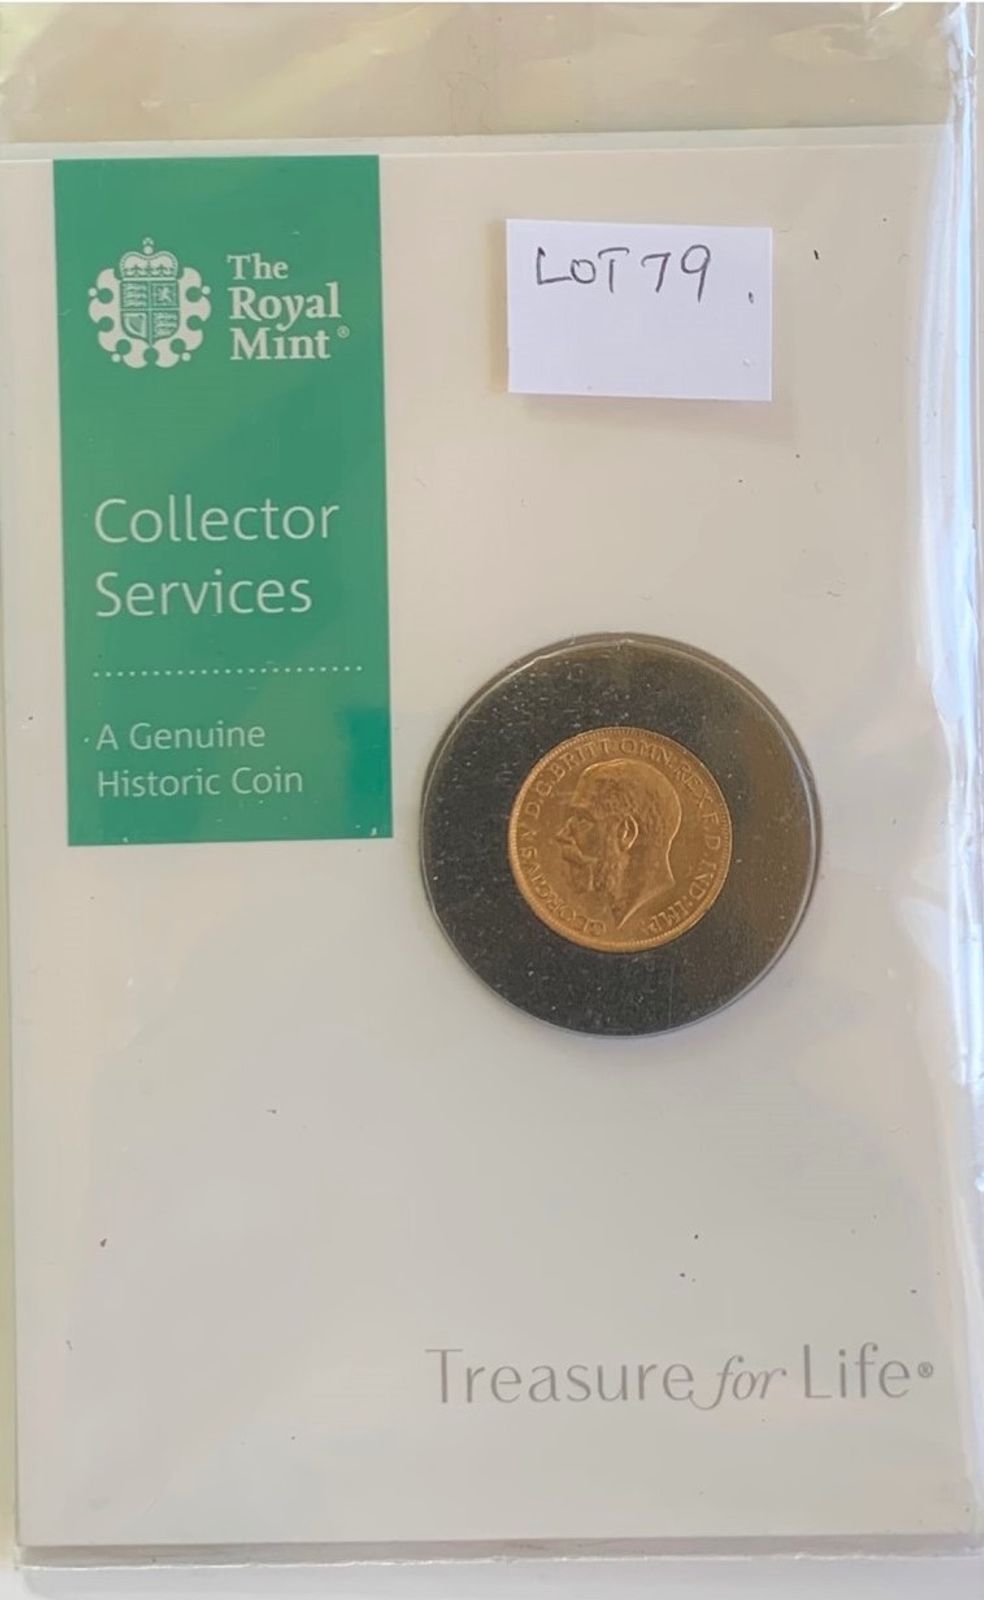 The
Royal
Mint®
LOT 79.
Collector
Services
A Genuine
Historic Coin
GEORGIVS V D.G. BRITT: OMN: REX F.D. IND: IMP:
Treasure for Life®